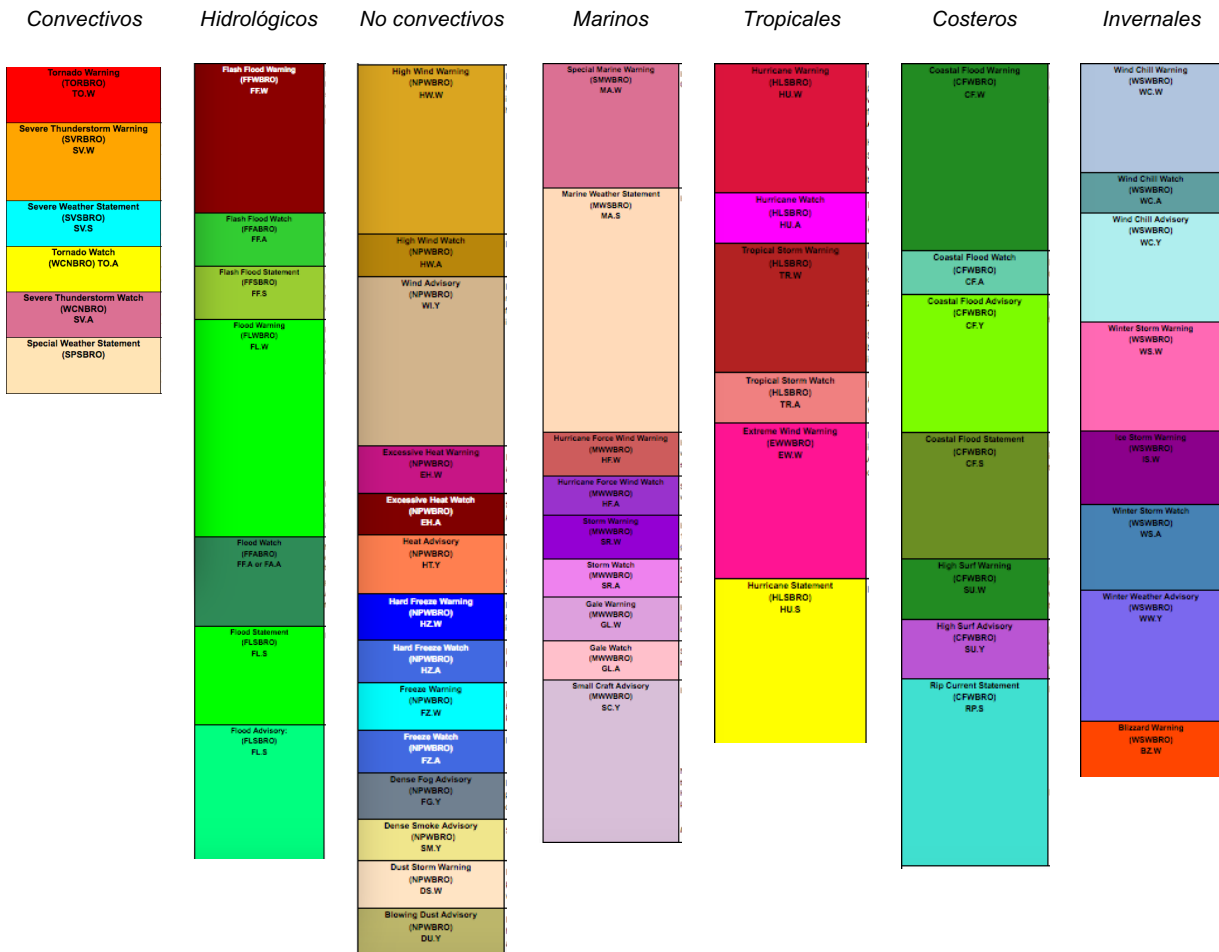 Convectivos
Tornado Warning
(TORBRO)
TO.W
Severe Thunderstorm Warning
(SVRBRO)
SV.W
Severe Weather Statement
(SVSBRO)
SV.S
Tornado Watch
(WCNBRO) TO.A
Severe Thunderstorm Watch
(WCNBRO)
SV.A
Special Weather Statement
(SPSBRO)
Hidrológicos
Flash Flood Warning
(FFWBRO)
FF.W
Flash Flood Watch
(FFABRO)
FF.A
Flash Flood Statement
(FFSBRO)
FF.S
Flood Warning
(FLWBRO)
FL.W
Flood Watch
(FFABRO)
FF.A or FA.A
Flood Statement
(FLSBRO)
FL.S
Flood Advisory:
(FLSBRO)
FL.S
No convectivos
High Wind Warning
(NPWBRO)
HW.W
High Wind Watch
(NPWBRO)
HW.A
Wind Advisory
(NPWBRO)
WI.Y
Excessive Heat Warning
(NPWBRO)
EH.W
Excessive Heat Watch
(NPWBRO)
EH.A
Heat Advisory
(NPWBRO)
HT.Y
Hard Freeze Warning
(NPWBRO)
HZ.W
Hard Freeze Watch
(NPWBRO)
HZ.A
Freeze Warning
(NPWBRO)
FZ.W
Freeze Watch
(NPWBRO)
FZ.A
Dense Fog Advisory
(NPWBRO)
FG.Y
Dense Smoke Advisory
(NPWBRO)
SM.Y
Dust Storm Warning
(NPWBRO)
DS.W
Blowing Dust Advisory
(NPWBRO)
DU.Y
Marinos
Special Marine Warning
(SMWBRO)
MA.W
Marine Weather Statement
(MWSBRO)
MA.S
Hurricane Force Wind Warning
(MWWBRO)
HF.W
Hurricane Force Wind Watch
(MWWBRO)
HF.A
Storm Warning
(MWWBRO)
SR.W
Storm Watch
(MWWBRO)
SR.A
Gale Warning
(MWWBRO)
GL.W
Gale Watch
(MWWBRO)
GL.A
Small Craft Advisory
(MWWBRO)
SC.Y
Tropicales
Hurricane Warning
(HLSBRO)
HU.W
Hurricane Watch
(HLSBRO)
HU.A
Tropical Storm Warning
(HLSBRO)
TR.W
Tropical Storm Watch
(HLSBRO)
TR.A
Extreme Wind Warning
(EWWBRO)
EW.W
Hurricane Statement
(HLSBRO)
HU.S
Costeros
Coastal Flood Warning
(CFWBRO)
CF.W
Coastal Flood Watch
(CFWBRO)
CF.A
Coastal Flood Advisory
(CFWBRO)
CF.Y
Coastal Flood Statement
(CFWBRO)
CF.S
High Surf Warning
(CFWBRO)
SU.W
High Surf Advisory
(CFWBRO)
SU.Y
Rip Current Statement
(CFWBRO)
RP.S
Invernales
Wind Chill Warning
(WSWBRO)
WC.W
Wind Chill Watch
(WSWBRO)
WC.A
Wind Chill Advisory
(WSWBRO)
WC.Y
Winter Storm Warning
(WSWBRO)
WS.W
Ice Storm Warning
(WSWBRO)
IS.W
Winter Storm Watch
(WSWBRO)
WS.A
Winter Weather Advisory
(WSWBRO)
WW.Y
Blizzard Warning
(WSWBRO)
BZ.W